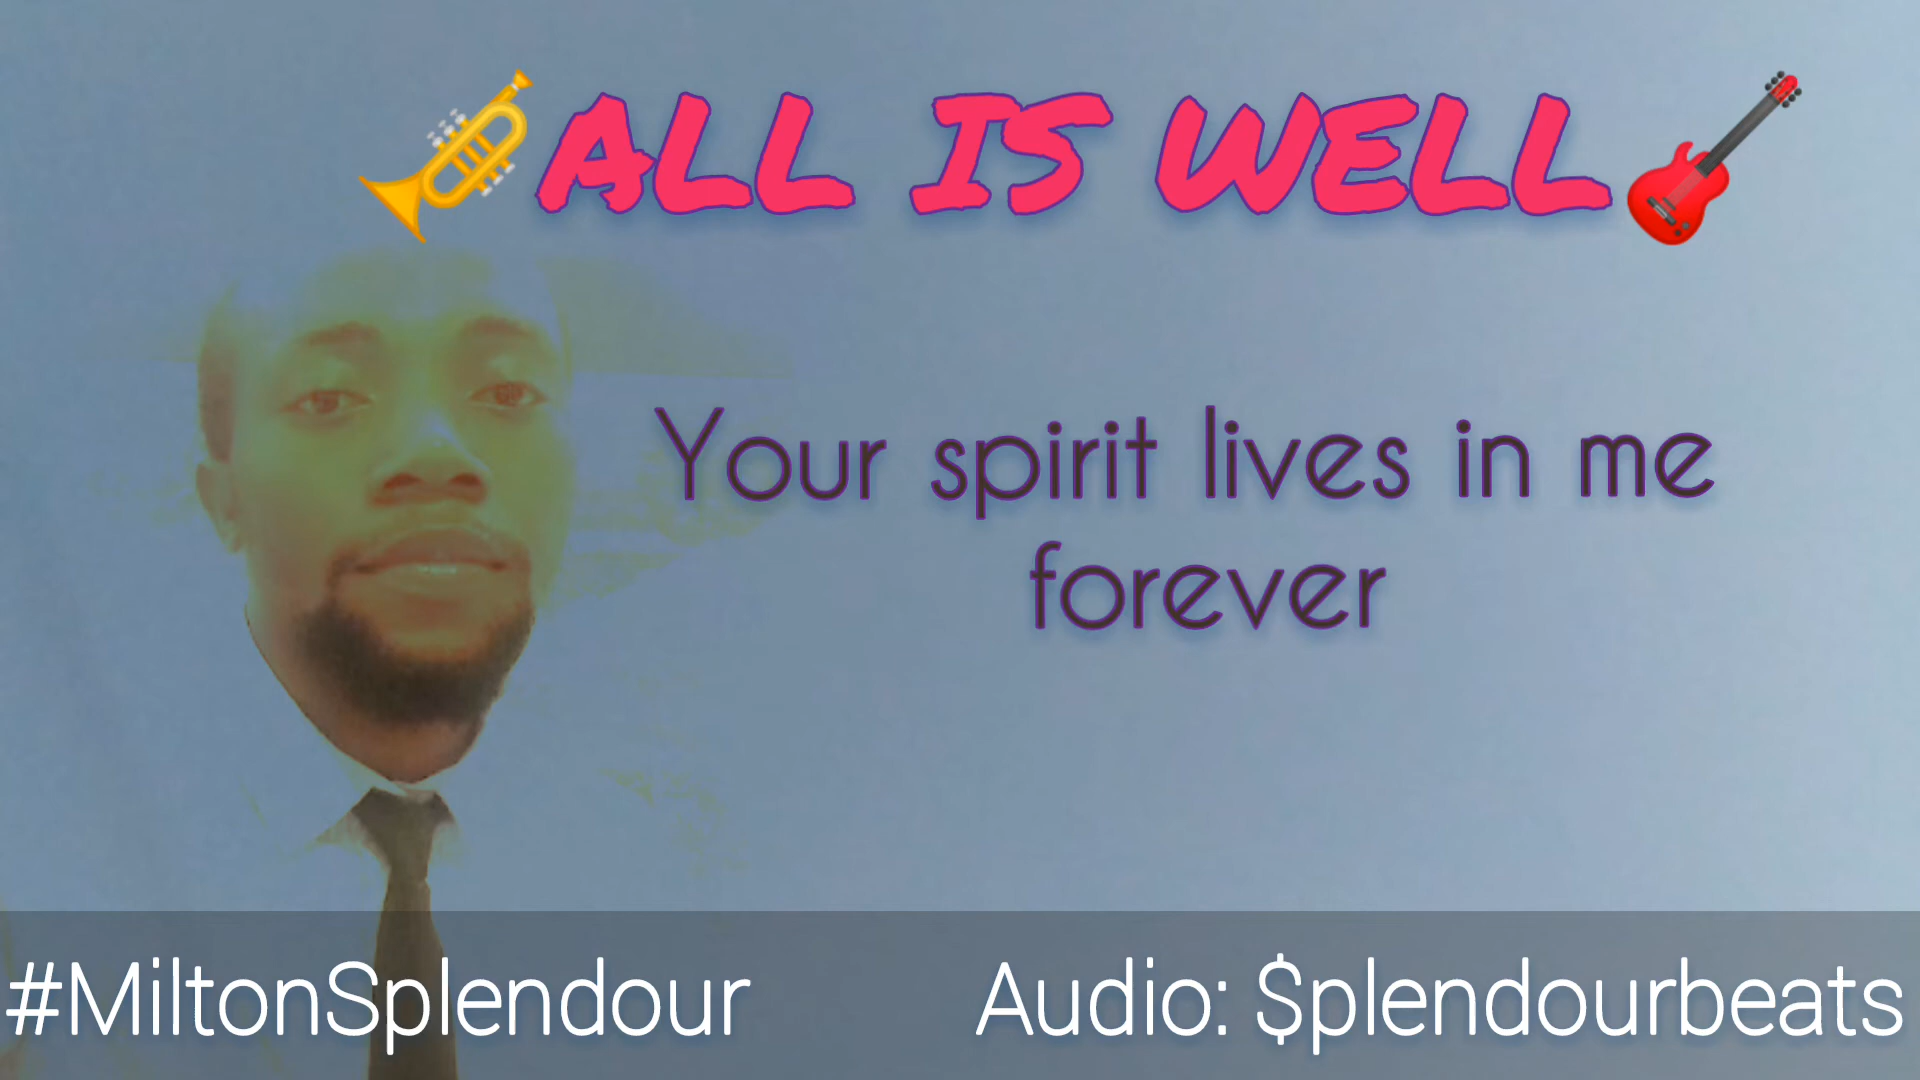 🎺ALL IS WELL🎸
Your spirit lives in me
forever
#MiltonSplendour
Audio: $plendourbeats